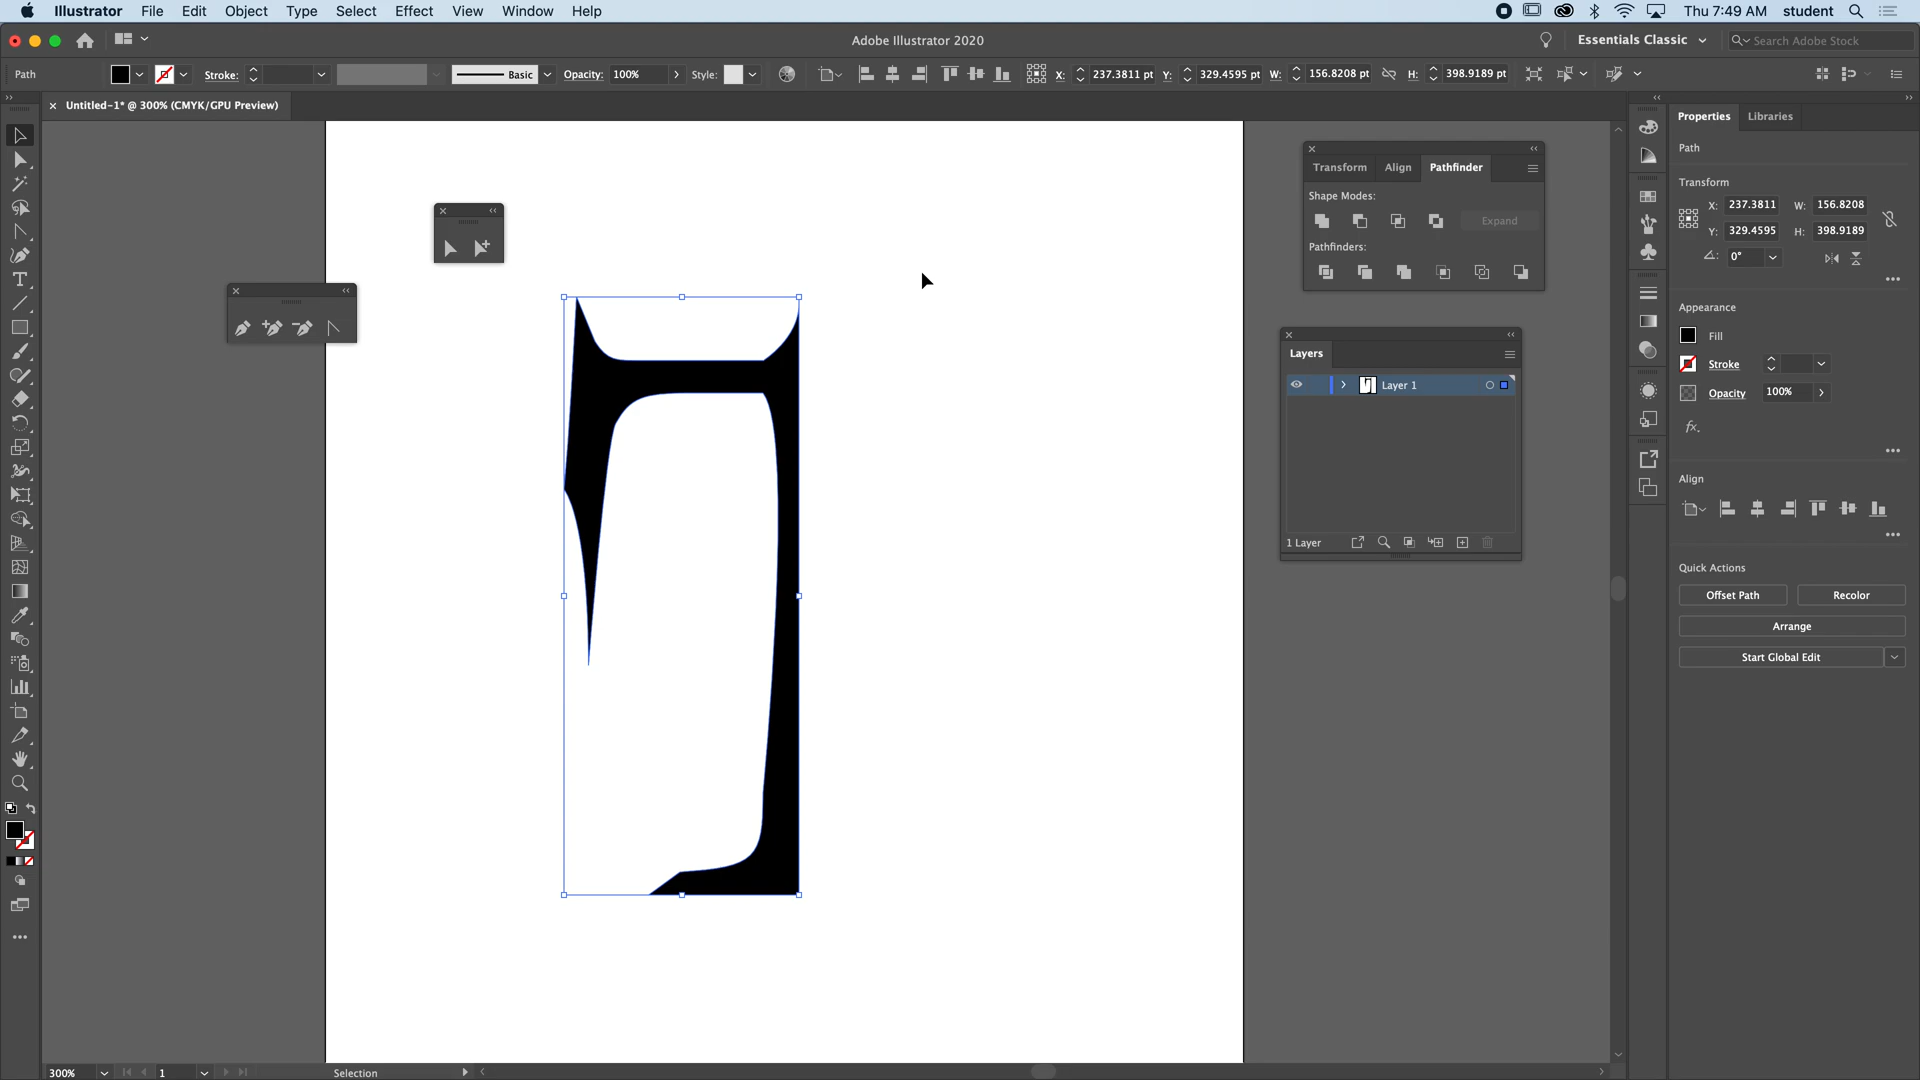 Illustrator File Edit Object Type Select Effect View Window Help Thu 7:49 AM student
Adobe Illustrator 2020 Essentials Classic Search Adobe Stock
Path Stroke: Basic Opacity: 100% Style: X: 237.3811 pt Y: 329.4595 pt W: 156.8208 pt H: 398.9189 pt
Untitled-1* @ 300% (CMYK/GPU Preview)
Properties Libraries
Path
Transform
X: 237.3811 W: 156.8208
Y: 329.4595 H: 398.9189
0°
Appearance
Fill
Stroke
Opacity 100%
fx.
Align
Quick Actions
Offset Path Recolor
Arrange
Start Global Edit
Transform Align Pathfinder
Shape Modes:
Expand
Pathfinders:
Layers
Layer 1
1 Layer
300% 1 Selection